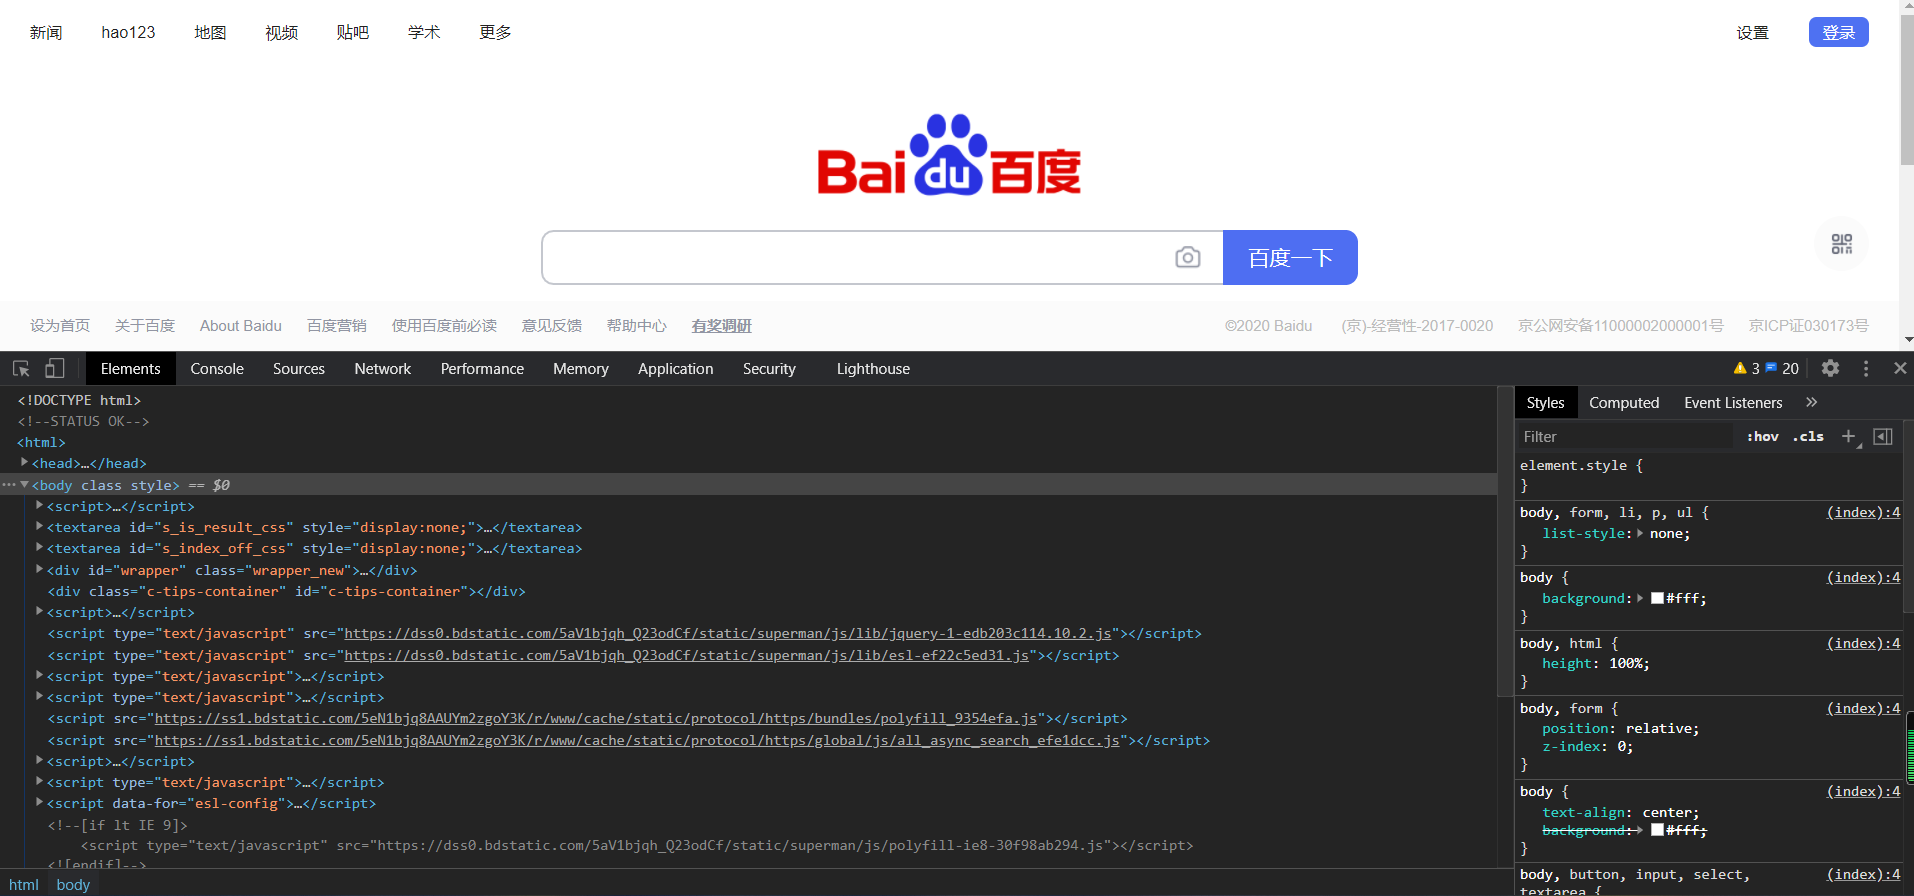 新闻 hao123 地图 视频 贴吧 学术 更多 设置 登录
Bai du 百度
百度一下
设为首页 关于百度 About Baidu 百度营销 使用百度前必读 意见反馈 帮助中心 有奖调研 ©2020 Baidu (京)-经营性-2017-0020 京公网安备11000002000001号 京ICP证030173号
Elements Console Sources Network Performance Memory Application Security Lighthouse 3 20
<!DOCTYPE html>
<!--STATUS OK-->
<html>
<head>…</head>
<body class style> == $0
<script>…</script>
<textarea id="s_is_result_css" style="display:none;">…</textarea>
<textarea id="s_index_off_css" style="display:none;">…</textarea>
<div id="wrapper" class="wrapper_new">…</div>
<div class="c-tips-container" id="c-tips-container"></div>
<script>…</script>
<script type="text/javascript" src="https://dss0.bdstatic.com/5aV1bjqh_Q23odCf/static/superman/js/lib/jquery-1-edb203c114.10.2.js"></script>
<script type="text/javascript" src="https://dss0.bdstatic.com/5aV1bjqh_Q23odCf/static/superman/js/lib/esl-ef22c5ed31.js"></script>
<script type="text/javascript">…</script>
<script type="text/javascript">…</script>
<script src="https://ss1.bdstatic.com/5eN1bjq8AAUYm2zgoY3K/r/www/cache/static/protocol/https/bundles/polyfill_9354efa.js"></script>
<script src="https://ss1.bdstatic.com/5eN1bjq8AAUYm2zgoY3K/r/www/cache/static/protocol/https/global/js/all_async_search_efe1dcc.js"></script>
<script>…</script>
<script type="text/javascript">…</script>
<script data-for="esl-config">…</script>
<!--[if lt IE 9]>
<script type="text/javascript" src="https://dss0.bdstatic.com/5aV1bjqh_Q23odCf/static/superman/js/polyfill-ie8-30f98ab294.js"></script>
<![endif]-->
html body
Styles Computed Event Listeners »
Filter :hov .cls +
element.style {
}
body, form, li, p, ul { (index):4
list-style: none;
}
body { (index):4
background: #fff;
}
body, html { (index):4
height: 100%;
}
body, form { (index):4
position: relative;
z-index: 0;
}
body { (index):4
text-align: center;
background: #fff;
}
body, button, input, select, (index):4
textarea {